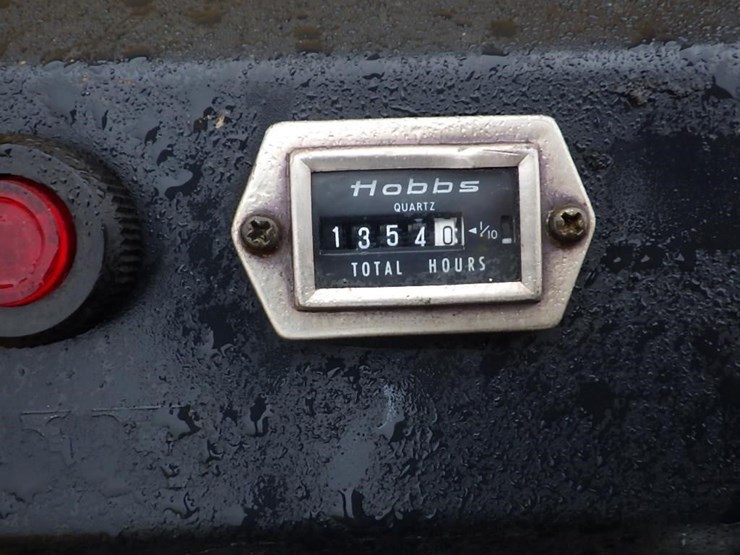 Hobbs
QUARTZ
13540 ◄1/10
TOTAL HOURS